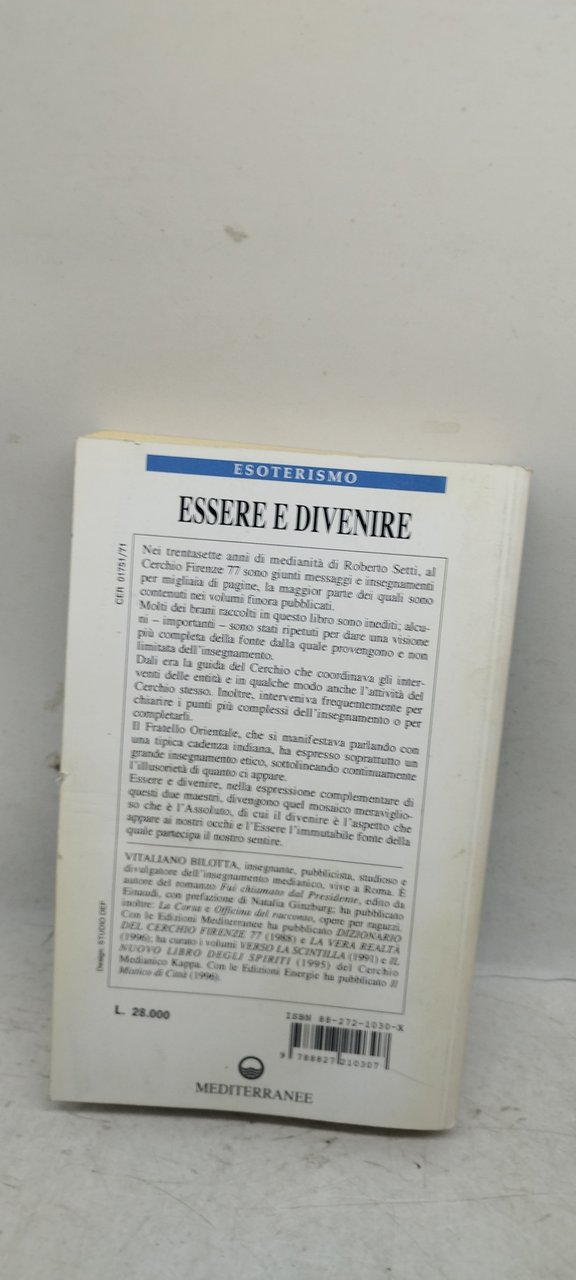 ESOTERISMO
ESSERE E DIVENIRE
CER 01751/71
Nei trentasette anni di medianità di Roberto Setti, al
Cerchio Firenze 77 sono giunti messaggi e insegnamenti
per migliaia di pagine, la maggior parte dei quali sono
contenuti nei volumi finora pubblicati.
Molti dei brani raccolti in questo libro sono inediti; alcu-
ni – importanti – sono stati ripetuti per dare una visione
più completa della fonte dalla quale provengono e non
limitata dell'insegnamento.
Dali era la guida del Cerchio che coordinava gli inter-
venti delle entità e in qualche modo anche l'attività del
Cerchio stesso. Inoltre, interveniva frequentemente per
chiarire i punti più complessi dell'insegnamento o per
completarli.
Il Fratello Orientale, che si manifestava parlando con
una tipica cadenza indiana, ha espresso soprattutto un
grande insegnamento etico, sottolineando continuamente
l'illusorietà di quanto ci appare.
Essere e divenire, nella espressione complementare di
questi due maestri, divengono quel mosaico meraviglio-
so che è l'Assoluto, di cui il divenire è l'aspetto che
appare ai nostri occhi e l'Essere l'immutabile fonte della
quale partecipa il nostro sentire.
VITALIANO BILOTTA, insegnante, pubblicista, studioso e
divulgatore dell'insegnamento medianico, vive a Roma. È
autore del romanzo Fui chiamato dal Presidente, edito da
Einaudi, con prefazione di Natalia Ginzburg; ha pubblicato
inoltre: La Corsa e Officina del racconto, opere per ragazzi.
Con le Edizioni Mediterranee ha pubblicato DIZIONARIO
DEL CERCHIO FIRENZE 77 (1988) e LA VERA REALTÀ
(1996); ha curato i volumi VERSO LA SCINTILLA (1991) e IL
NUOVO LIBRO DEGLI SPIRITI (1995) del Cerchio
Medianico Kappa. Con le Edizioni Energie ha pubblicato Il
Mistico di Città (1996).
Design: STUDIO DEF
L. 28.000
ISBN 88-272-1030-X
9 788827 210307
MEDITERRANEE